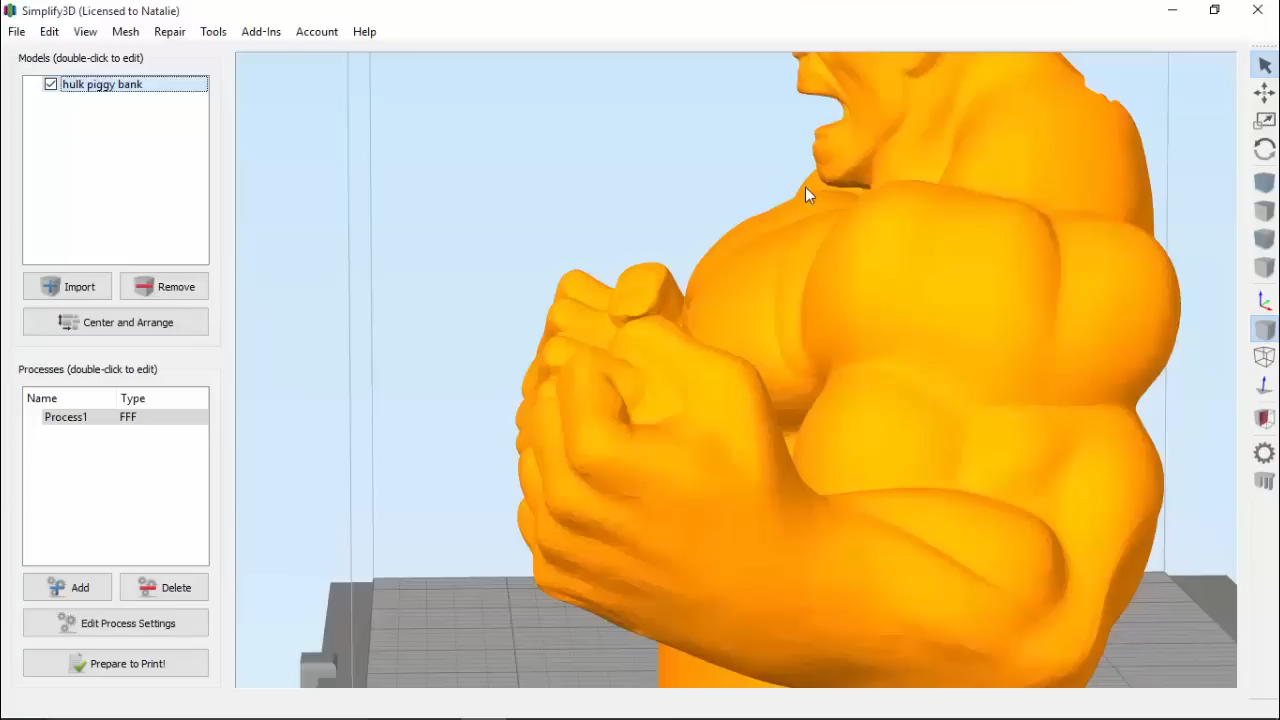 Simplify3D (Licensed to Natalie)
File Edit View Mesh Repair Tools Add-Ins Account Help
Models (double-click to edit)
hulk piggy bank
Import Remove
Center and Arrange
Processes (double-click to edit)
Name Type
Process1 FFF
Add Delete
Edit Process Settings
Prepare to Print!